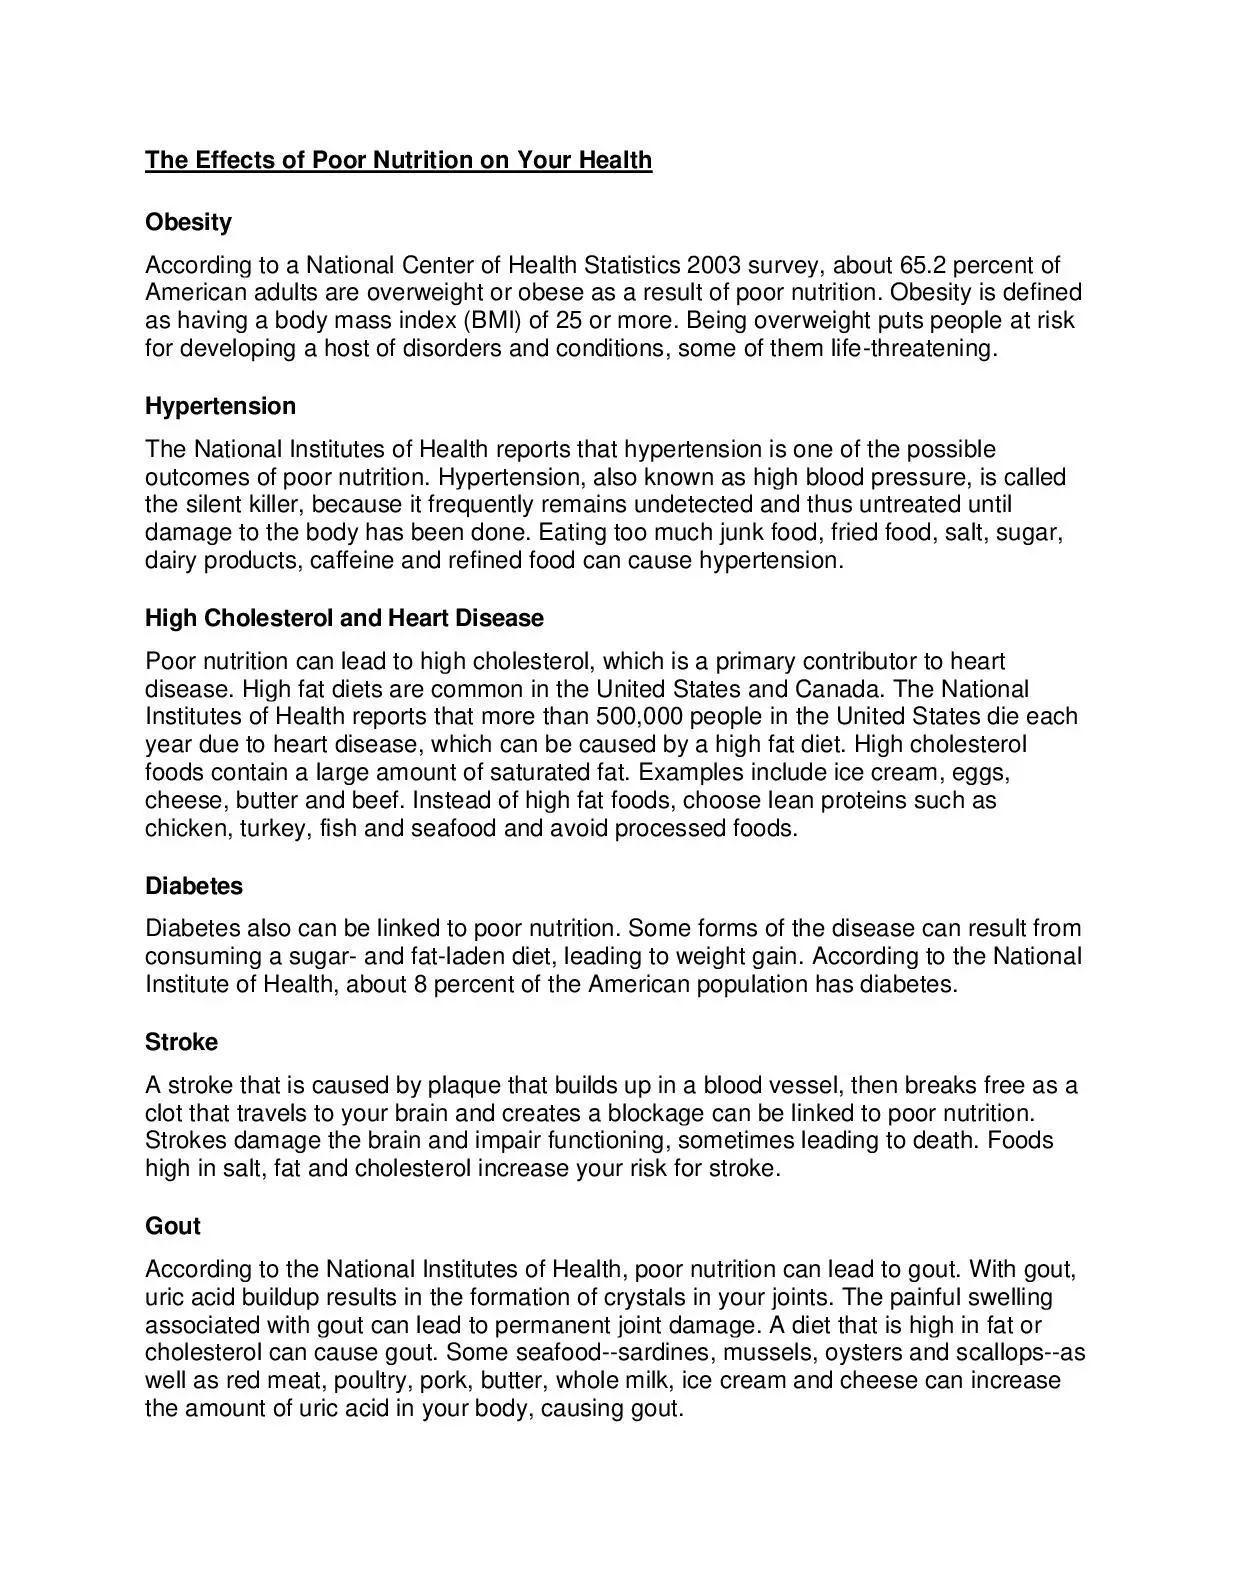 The Effects of Poor Nutrition on Your Health
Obesity
According to a National Center of Health Statistics 2003 survey, about 65.2 percent of
American adults are overweight or obese as a result of poor nutrition. Obesity is defined
as having a body mass index (BMI) of 25 or more. Being overweight puts people at risk
for developing a host of disorders and conditions, some of them life-threatening.
Hypertension
The National Institutes of Health reports that hypertension is one of the possible
outcomes of poor nutrition. Hypertension, also known as high blood pressure, is called
the silent killer, because it frequently remains undetected and thus untreated until
damage to the body has been done. Eating too much junk food, fried food, salt, sugar,
dairy products, caffeine and refined food can cause hypertension.
High Cholesterol and Heart Disease
Poor nutrition can lead to high cholesterol, which is a primary contributor to heart
disease. High fat diets are common in the United States and Canada. The National
Institutes of Health reports that more than 500,000 people in the United States die each
year due to heart disease, which can be caused by a high fat diet. High cholesterol
foods contain a large amount of saturated fat. Examples include ice cream, eggs,
cheese, butter and beef. Instead of high fat foods, choose lean proteins such as
chicken, turkey, fish and seafood and avoid processed foods.
Diabetes
Diabetes also can be linked to poor nutrition. Some forms of the disease can result from
consuming a sugar- and fat-laden diet, leading to weight gain. According to the National
Institute of Health, about 8 percent of the American population has diabetes.
Stroke
A stroke that is caused by plaque that builds up in a blood vessel, then breaks free as a
clot that travels to your brain and creates a blockage can be linked to poor nutrition.
Strokes damage the brain and impair functioning, sometimes leading to death. Foods
high in salt, fat and cholesterol increase your risk for stroke.
Gout
According to the National Institutes of Health, poor nutrition can lead to gout. With gout,
uric acid buildup results in the formation of crystals in your joints. The painful swelling
associated with gout can lead to permanent joint damage. A diet that is high in fat or
cholesterol can cause gout. Some seafood--sardines, mussels, oysters and scallops--as
well as red meat, poultry, pork, butter, whole milk, ice cream and cheese can increase
the amount of uric acid in your body, causing gout.